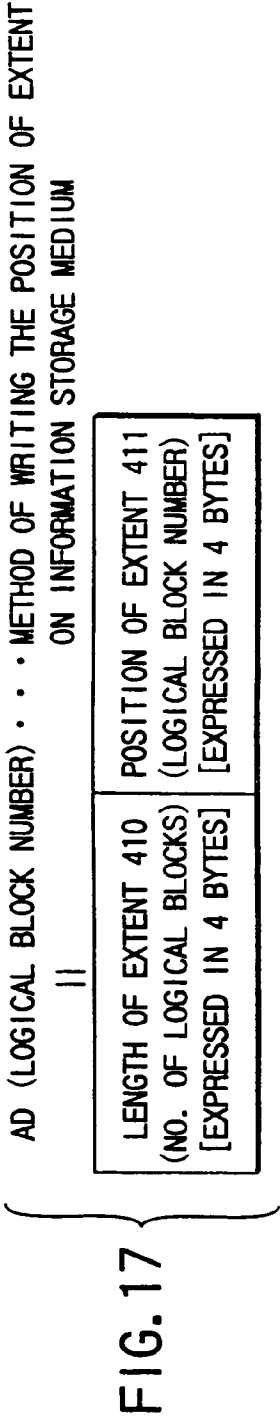 AD (LOGICAL BLOCK NUMBER) · · · METHOD OF WRITING THE POSITION OF EXTENT
ON INFORMATION STORAGE MEDIUM
=
LENGTH OF EXTENT 410
(NO. OF LOGICAL BLOCKS)
[EXPRESSED IN 4 BYTES]
POSITION OF EXTENT 411
(LOGICAL BLOCK NUMBER)
[EXPRESSED IN 4 BYTES]
FIG. 17